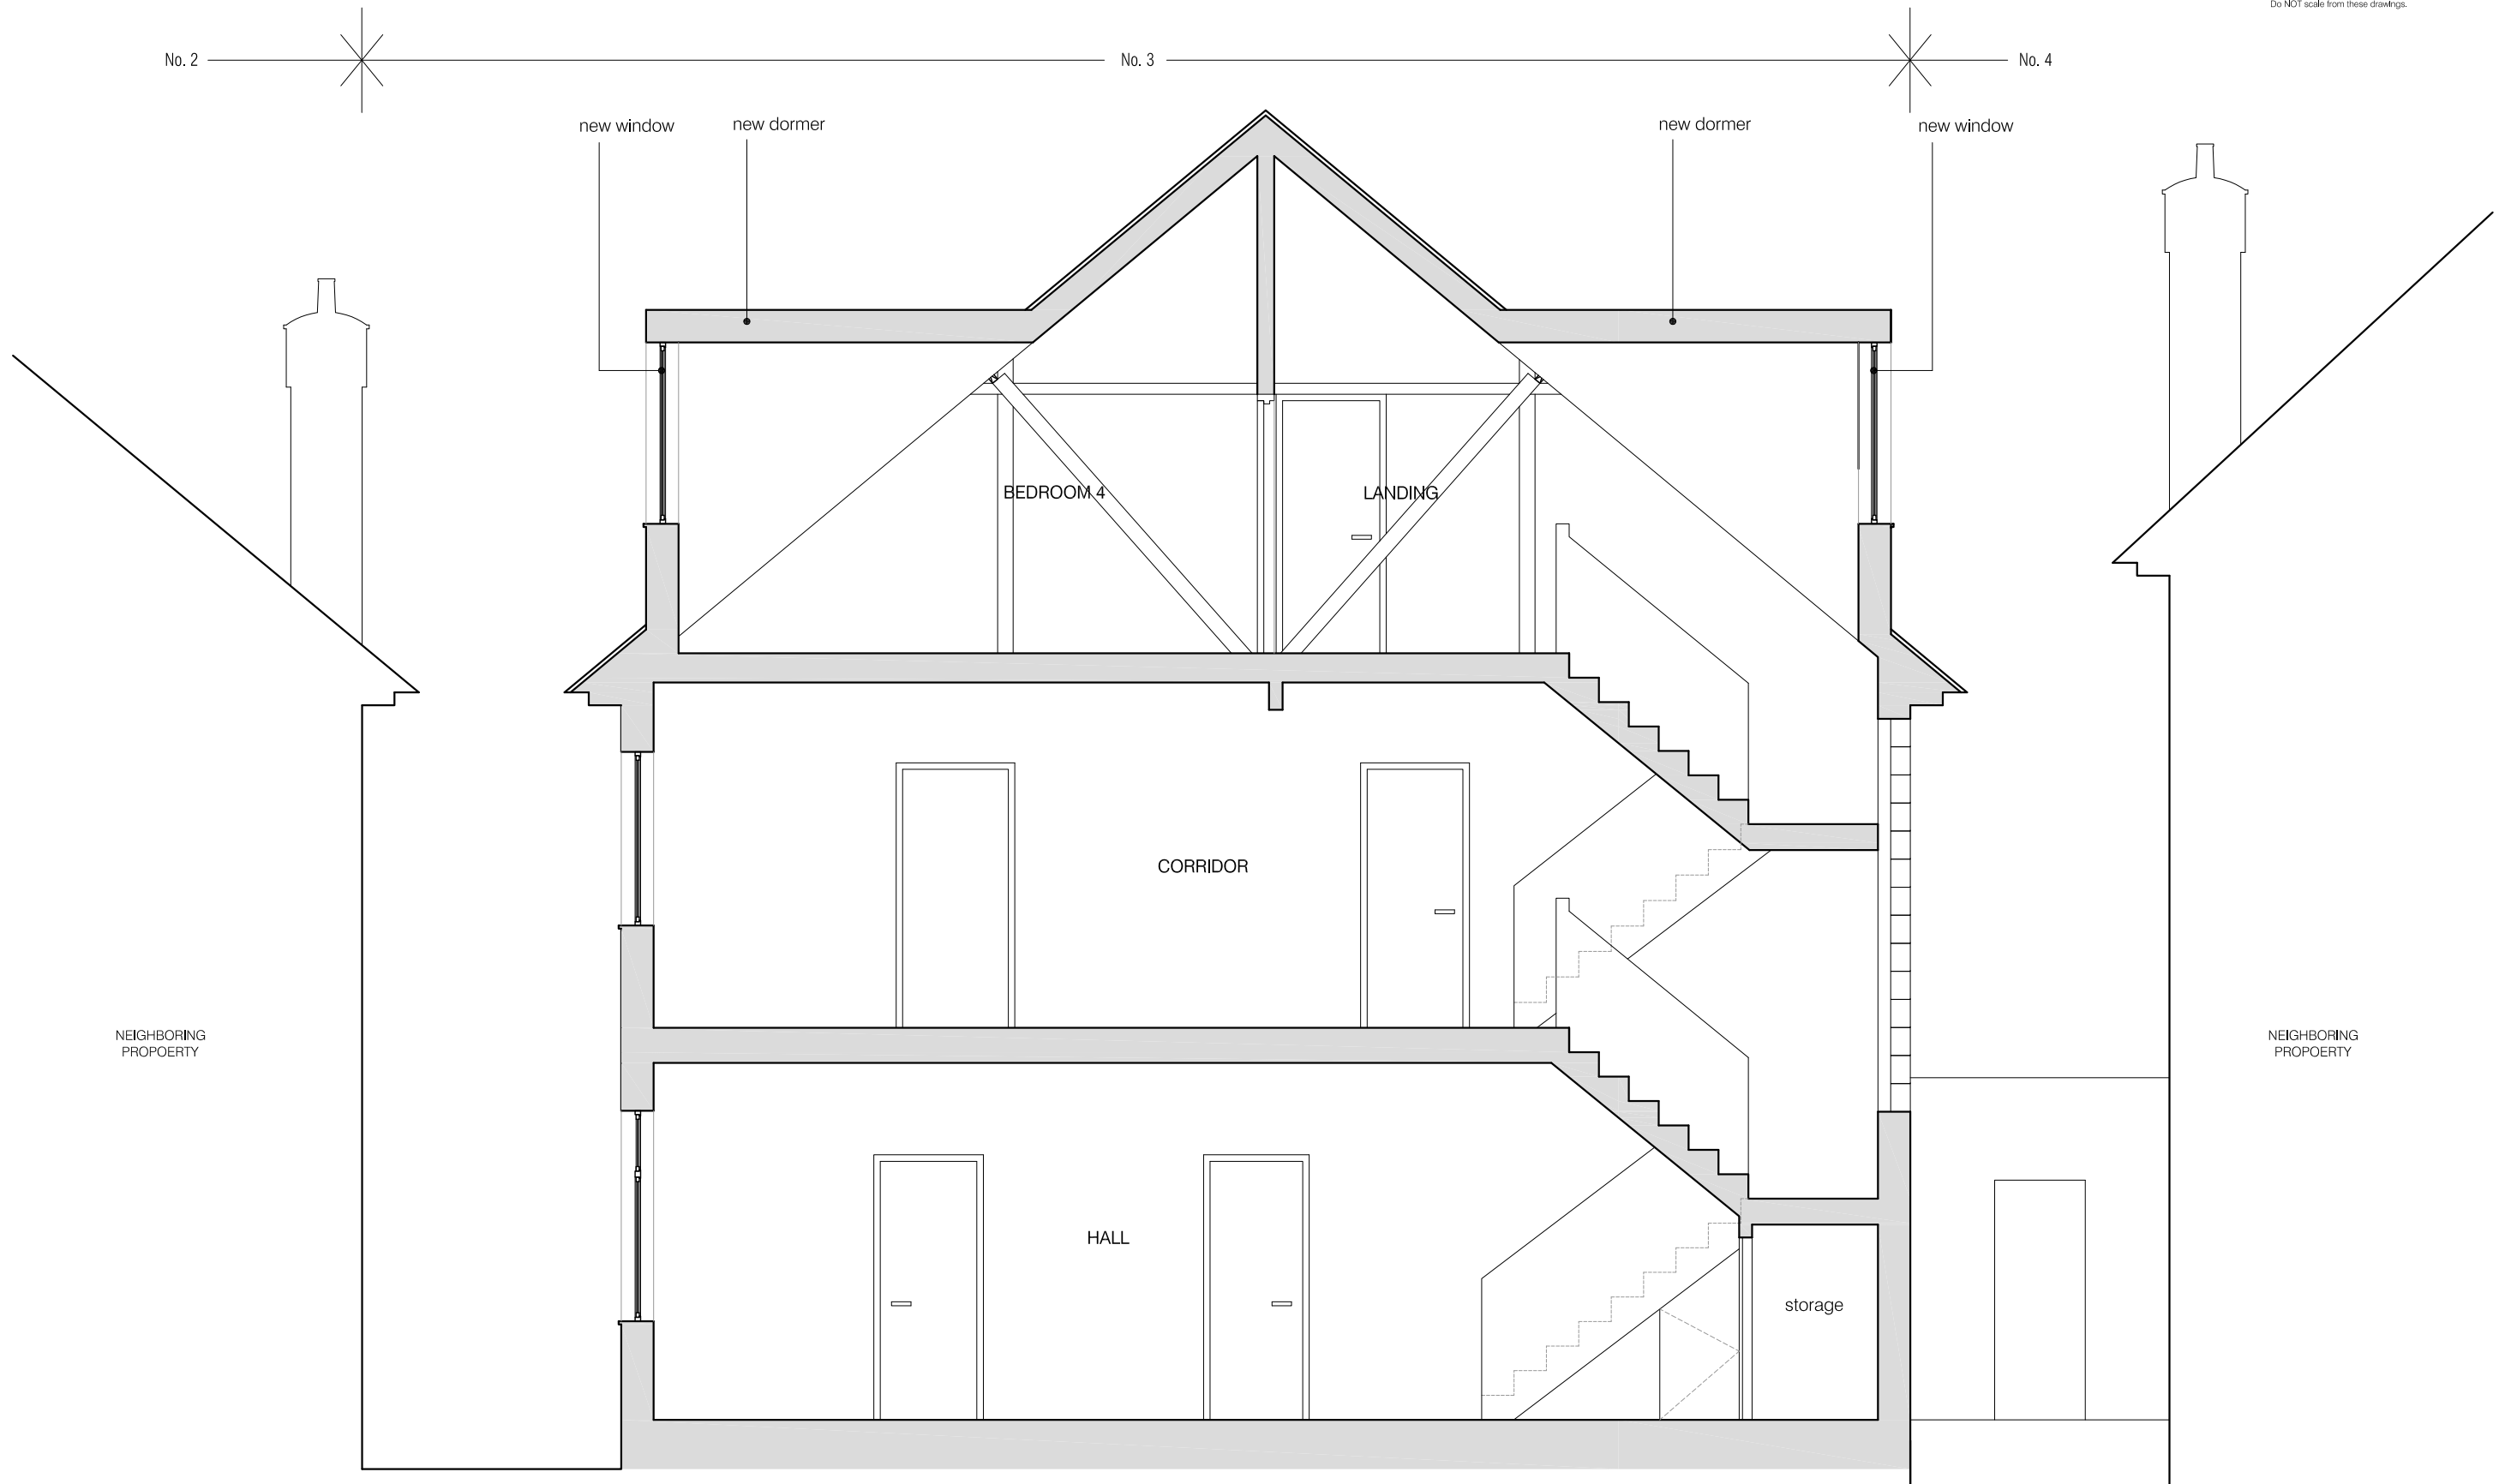 Do NOT scale from these drawings.
No. 2
No. 3
No. 4
new window
new dormer
new dormer
new window
BEDROOM 4
LANDING
CORRIDOR
NEIGHBORING
PROPOERTY
NEIGHBORING
PROPOERTY
HALL
storage